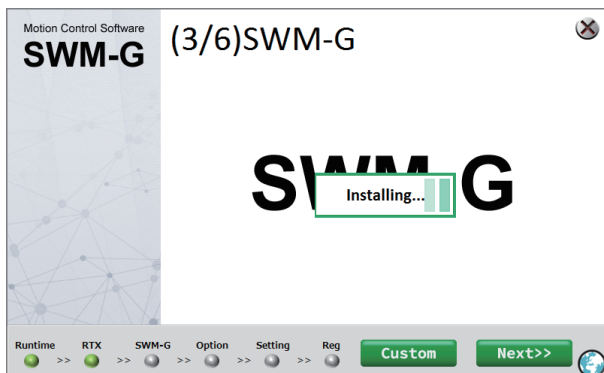 Motion Control Software
SWM-G
(3/6)SWM-G
SWM-G
Installing...
Runtime RTX SWM-G Option Setting Reg
>> >> >> >> >>
Custom
Next>>